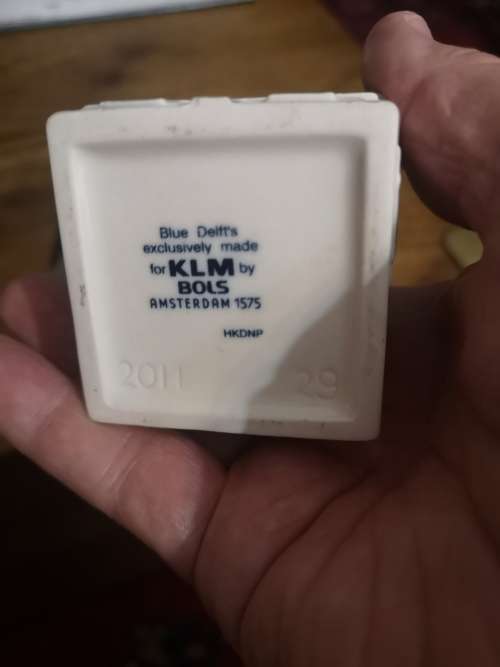 Blue Delft's
exclusively made
for KLM by
BOLS
AMSTERDAM 1575
HKDNP
2011 29